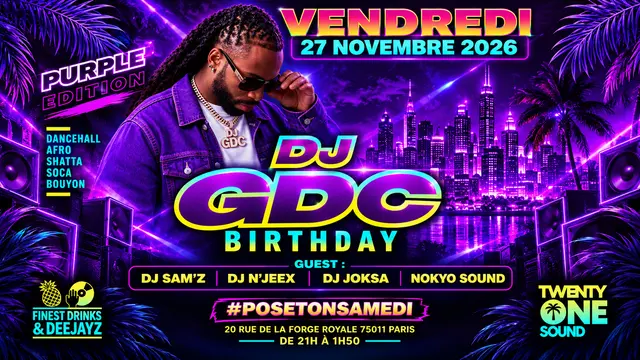 VENDREDI
27 NOVEMBRE 2026
PURPLE
EDIT!ON
DANCEHALL
AFRO
SHATTA
SOCA
BOUYON
DJ
GDC
DJ
GDC
BIRTHDAY
GUEST :
DJ SAM'Z | DJ N'JEEX | DJ JOKSA | NOKYO SOUND
#POSETONSAMEDI
20 RUE DE LA FORGE ROYALE 75011 PARIS
DE 21H À 1H50
FINEST DRINKS
& DEEJAYZ
TWENTY
ONE
SOUND